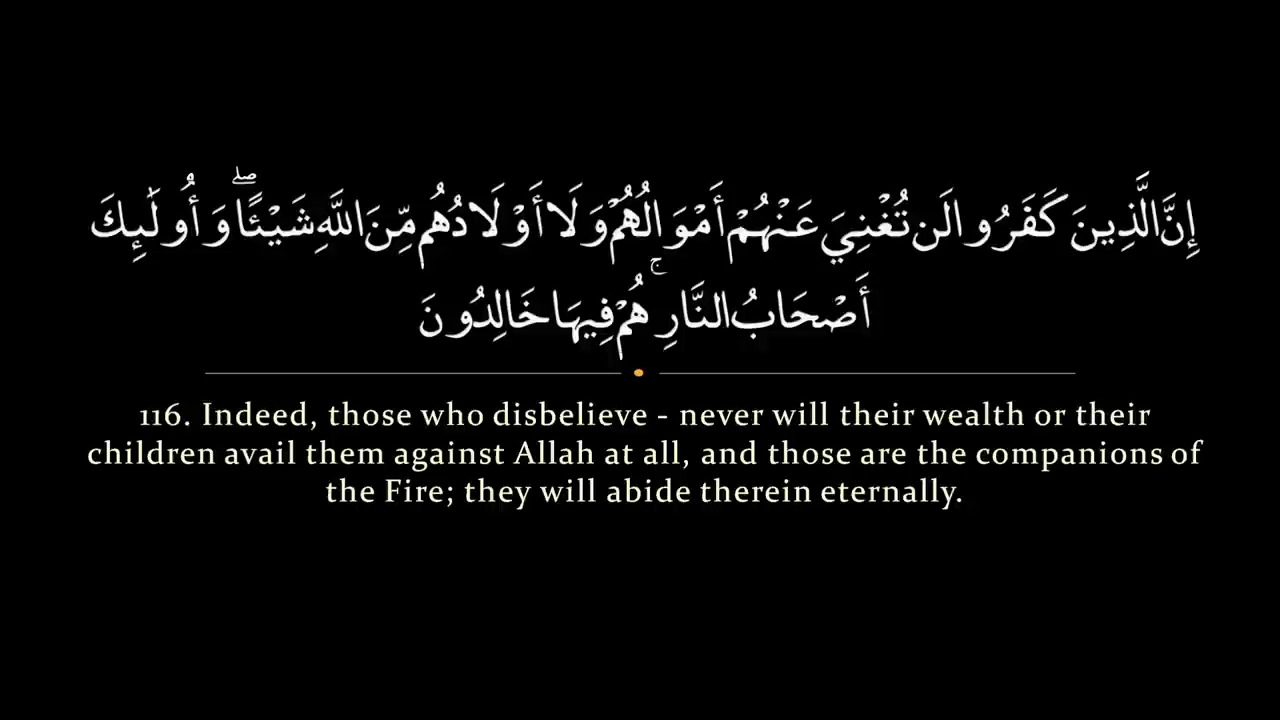 إِنَّ الَّذِينَ كَفَرُوا لَن تُغْنِيَ عَنْهُمْ أَمْوَالُهُمْ وَلَا أَوْلَادُهُم مِّنَ اللَّهِ شَيْئًا ۖ وَأُولَٰئِكَ
أَصْحَابُ النَّارِ ۚ هُمْ فِيهَا خَالِدُونَ
116. Indeed, those who disbelieve - never will their wealth or their
children avail them against Allah at all, and those are the companions of
the Fire; they will abide therein eternally.